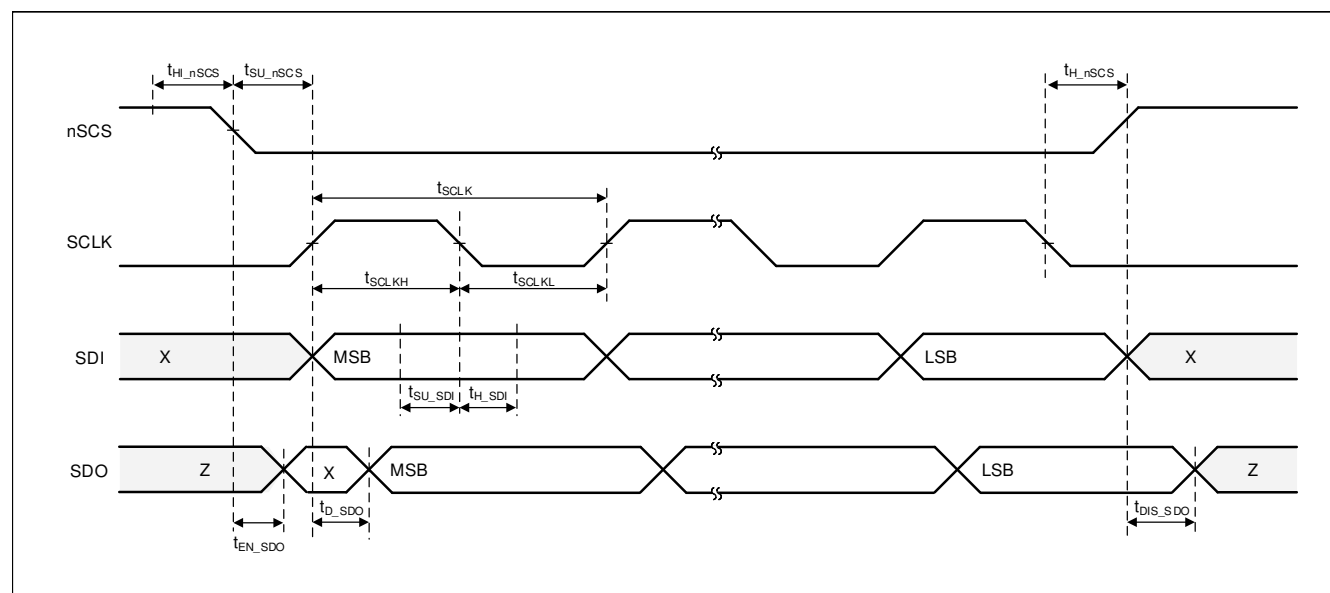 tHI_nSCS tSU_nSCS tH_nSCS
nSCS
tSCLK
SCLK
tSCLKH tSCLKL
SDI X MSB LSB X
tSU_SDI tH_SDI
SDO Z X MSB LSB Z
tD_SDO tDIS_SDO
tEN_SDO